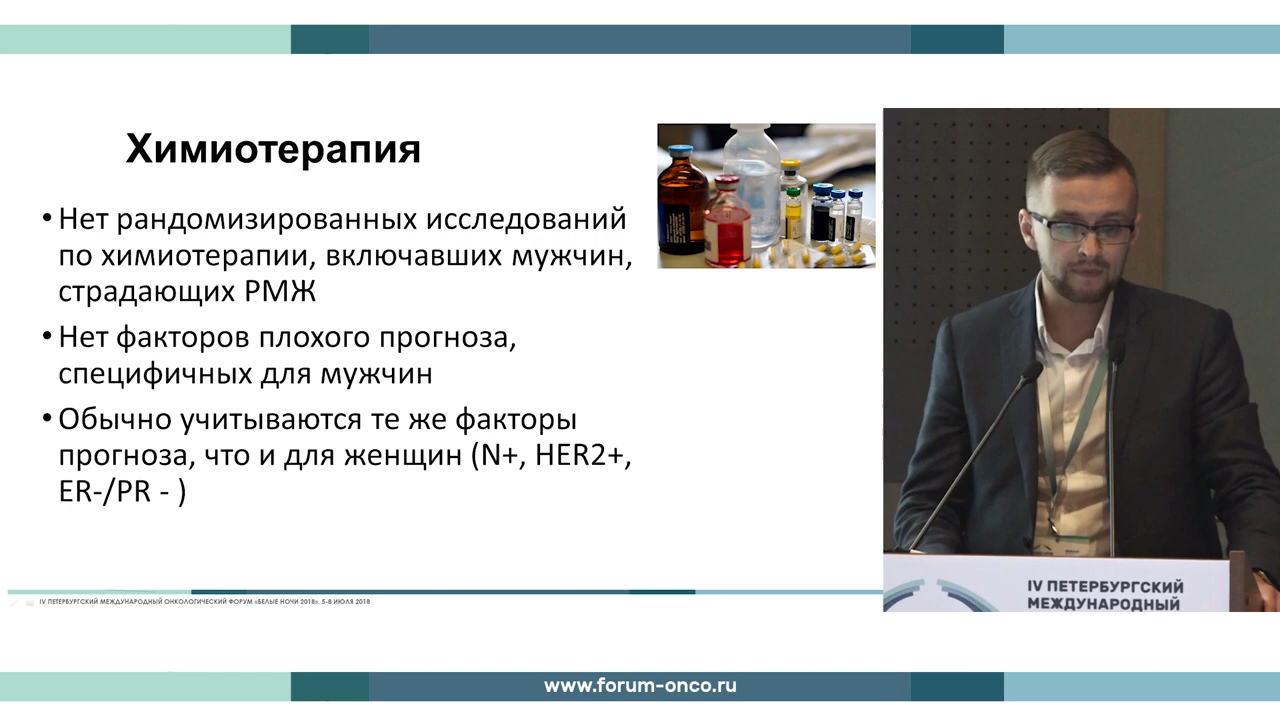 Химиотерапия
• Нет рандомизированных исследований
по химиотерапии, включавших мужчин,
страдающих РМЖ
• Нет факторов плохого прогноза,
специфичных для мужчин
• Обычно учитываются те же факторы
прогноза, что и для женщин (N+, HER2+,
ER-/PR - )
IV ПЕТЕРБУРГСКИЙ МЕЖДУНАРОДНЫЙ ОНКОЛОГИЧЕСКИЙ ФОРУМ «БЕЛЫЕ НОЧИ 2018». 5-8 ИЮЛЯ 2018
IV ПЕТЕРБУРГСКИЙ
МЕЖДУНАРОДНЫЙ
www.forum-onco.ru